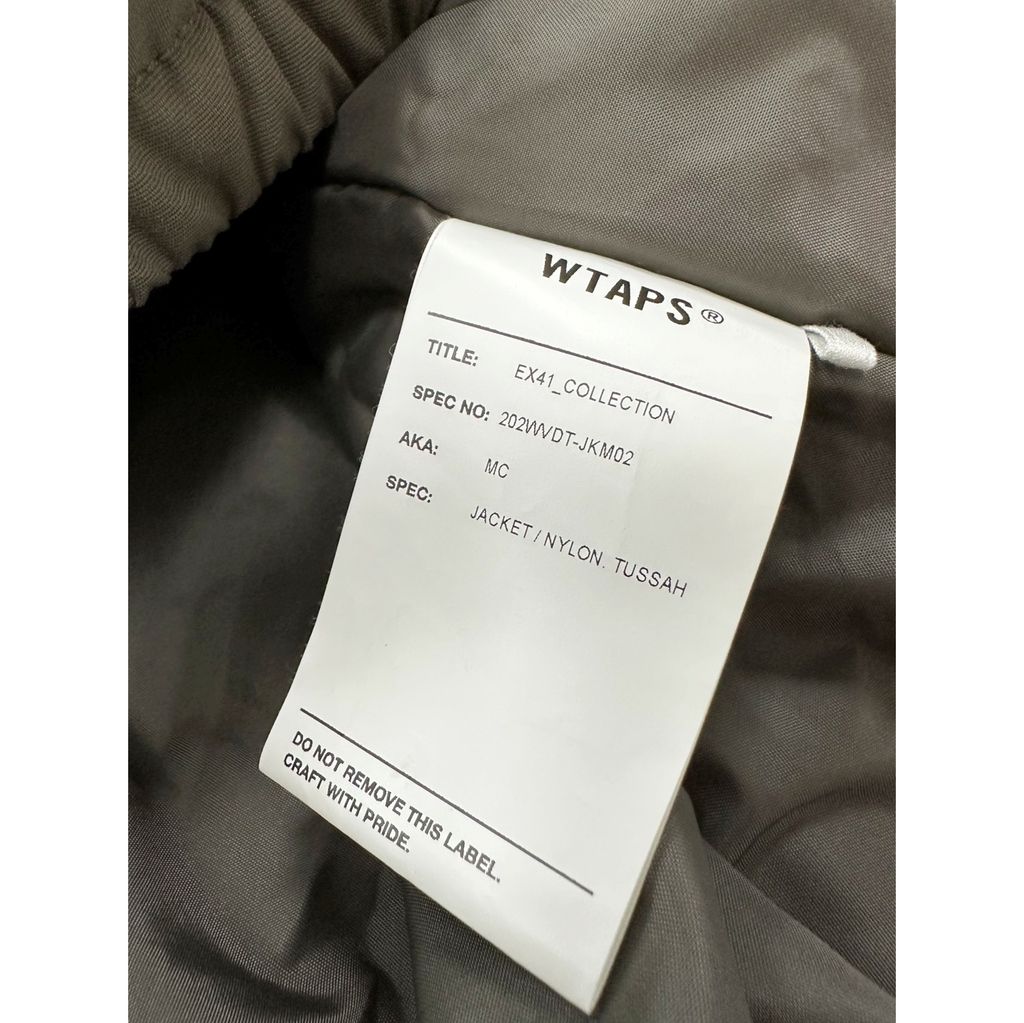 WTAPS®
TITLE: EX41_COLLECTION
SPEC NO: 202WVDT-JKM02
AKA: MC
SPEC: JACKET / NYLON. TUSSAH
DO NOT REMOVE THIS LABEL.
CRAFT WITH PRIDE.